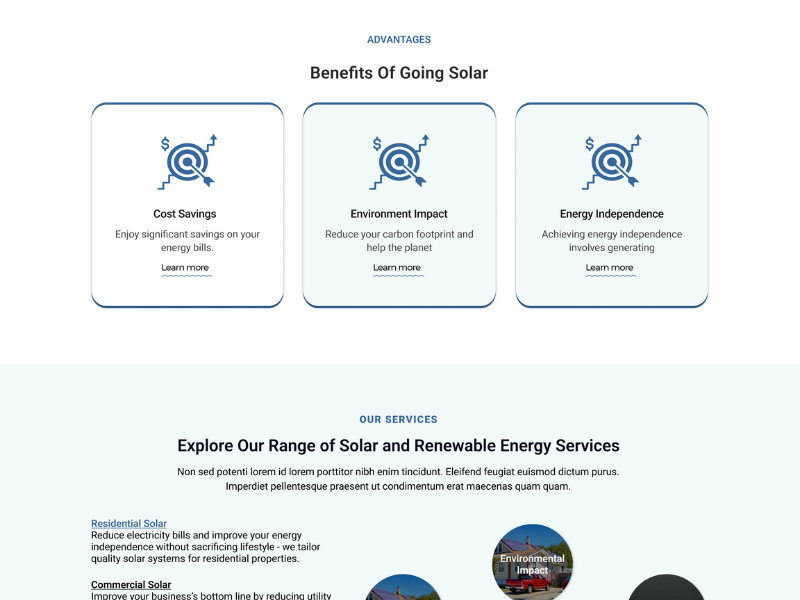 ADVANTAGES
Benefits Of Going Solar
$
Cost Savings
Enjoy significant savings on your
energy bills.
Learn more
$
Environment Impact
Reduce your carbon footprint and
help the planet
Learn more
$
Energy Independence
Achieving energy independence
involves generating
Learn more
OUR SERVICES
Explore Our Range of Solar and Renewable Energy Services
Non sed potenti lorem id lorem porttitor nibh enim tincidunt. Eleifend feugiat euismod dictum purus.
Imperdiet pellentesque praesent ut condimentum erat maecenas quam quam.
Residential Solar
Reduce electricity bills and improve your energy
independence without sacrificing lifestyle - we tailor
quality solar systems for residential properties.
Commercial Solar
Improve your business's bottom line by reducing utility
Environmental
Impact